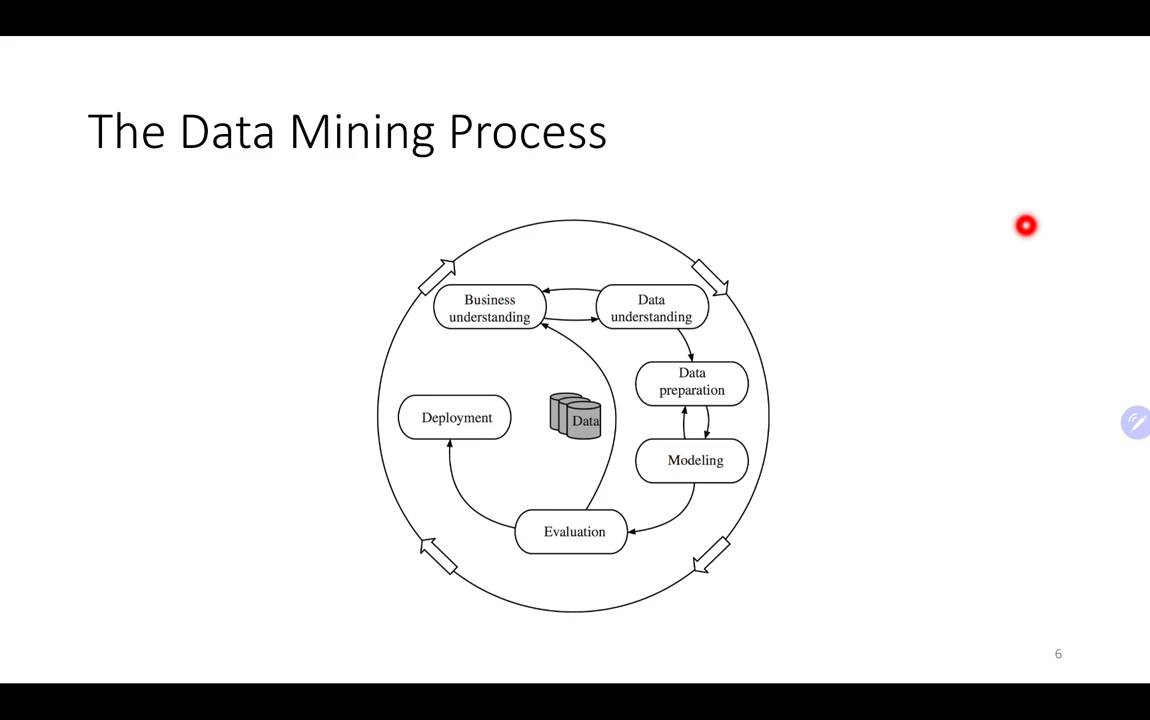 The Data Mining Process
Business
understanding
Data
understanding
Data
preparation
Deployment
Data
Modeling
Evaluation
6